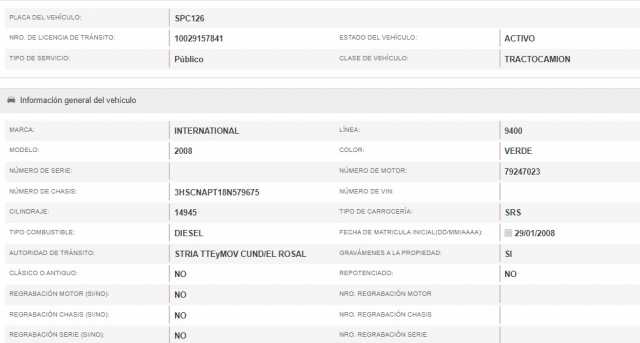 PLACA DEL VEHÍCULO: SPC126
NRO. DE LICENCIA DE TRÁNSITO: 10029157841 ESTADO DEL VEHÍCULO: ACTIVO
TIPO DE SERVICIO: Público CLASE DE VEHÍCULO: TRACTOCAMION
Información general del vehículo
MARCA: INTERNATIONAL LÍNEA: 9400
MODELO: 2008 COLOR: VERDE
NÚMERO DE SERIE: NÚMERO DE MOTOR: 79247023
NÚMERO DE CHASIS: 3HSCNAPT18N579675 NÚMERO DE VIN:
CILINDRAJE: 14945 TIPO DE CARROCERÍA: SRS
TIPO COMBUSTIBLE: DIESEL FECHA DE MATRICULA INICIAL(DD/MM/AAAA): 29/01/2008
AUTORIDAD DE TRÁNSITO: STRIA TTEyMOV CUND/EL ROSAL GRAVÁMENES A LA PROPIEDAD: SI
CLÁSICO O ANTIGUO: NO REPOTENCIADO: NO
REGRABACIÓN MOTOR (SI/NO): NO NRO. REGRABACIÓN MOTOR
REGRABACIÓN CHASIS (SI/NO): NO NRO. REGRABACIÓN CHASIS
REGRABACIÓN SERIE (SI/NO): NO NRO. REGRABACIÓN SERIE